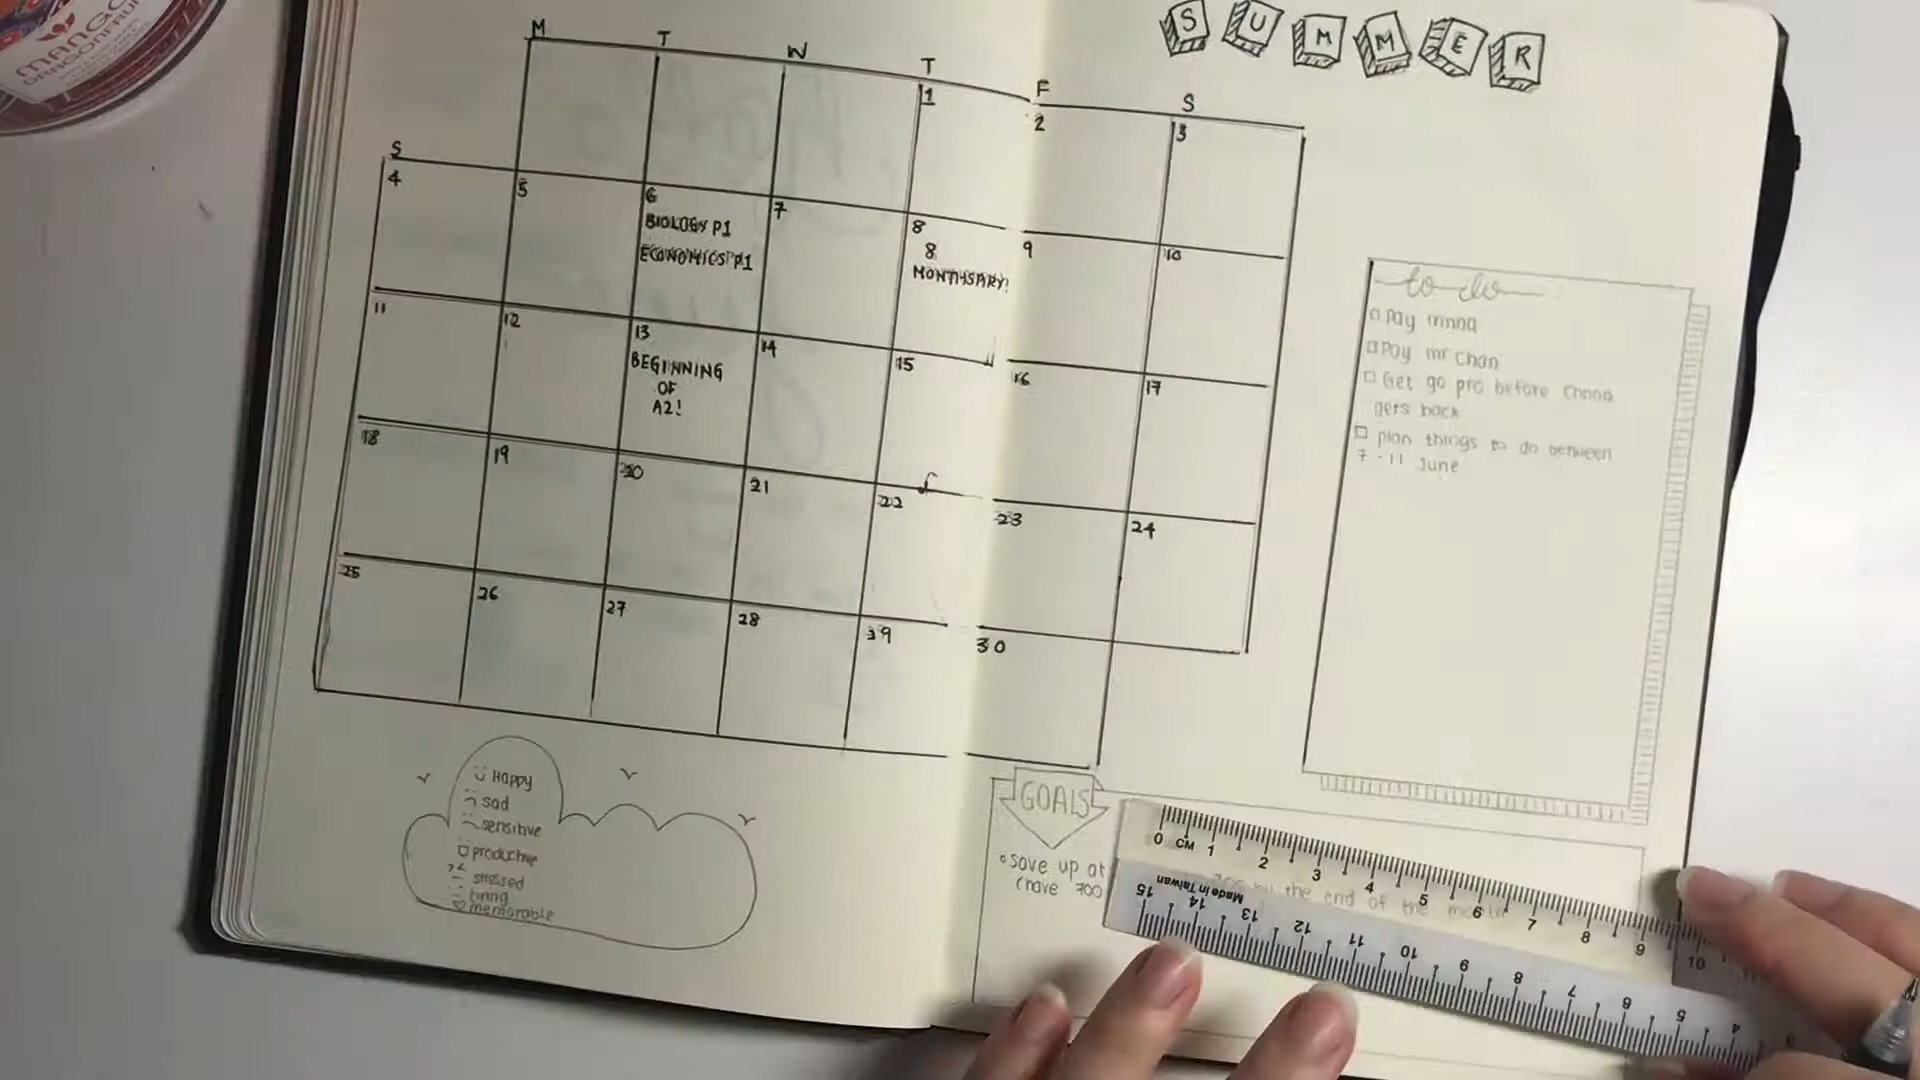 MANGO
DRAGONFRUIT
SUMMER
M T W T F S
1 2 3
S
4 5 6 7 8 9 10
BIOLOGY P1
ECONOMICS P1
8
MONTHSARY!
11 12 13 14 15 16 17
BEGINNING
OF
A2!
18 19 20 21 22 23 24
25 26 27 28 29 30
to do
Pay mr chan
Get go pro before
gets back
plan things to do between
7 - 11 June
Happy
sad
sensitive
productive
stressed
tiring
memorable
GOALS
save up at
(have 700
the end of the month
0 CM 1 2 3 4 5 6 7 8 9 10
Made in Taiwan
15 14 13 12 11 10 9 8 7 6 5 4